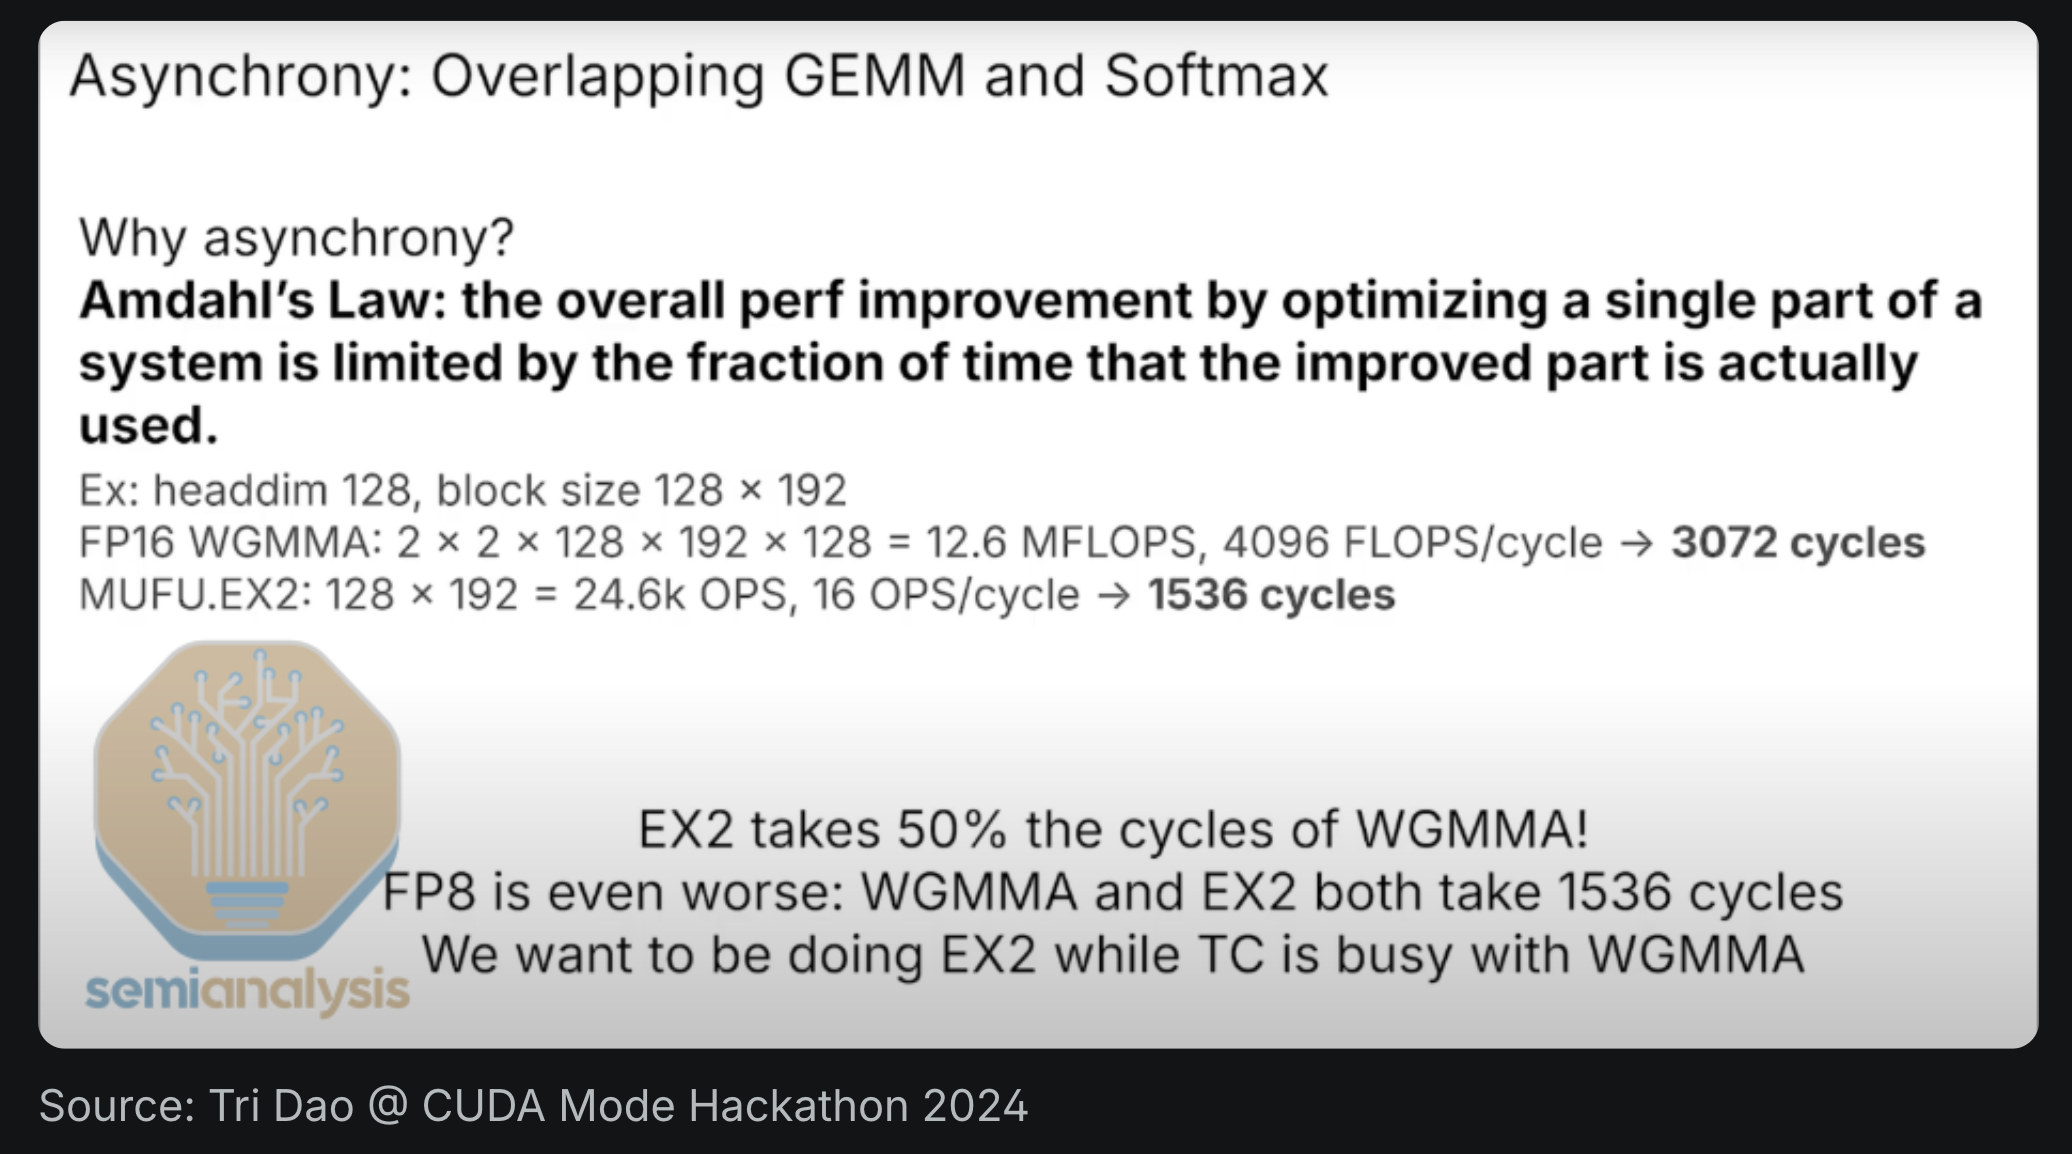 Asynchrony: Overlapping GEMM and Softmax
Why asynchrony?
Amdahl’s Law: the overall perf improvement by optimizing a single part of a
system is limited by the fraction of time that the improved part is actually
used.
Ex: headdim 128, block size 128 × 192
FP16 WGMMA: 2 × 2 × 128 × 192 × 128 = 12.6 MFLOPS, 4096 FLOPS/cycle → 3072 cycles
MUFU.EX2: 128 × 192 = 24.6k OPS, 16 OPS/cycle → 1536 cycles
EX2 takes 50% the cycles of WGMMA!
FP8 is even worse: WGMMA and EX2 both take 1536 cycles
We want to be doing EX2 while TC is busy with WGMMA
semianalysis
Source: Tri Dao @ CUDA Mode Hackathon 2024